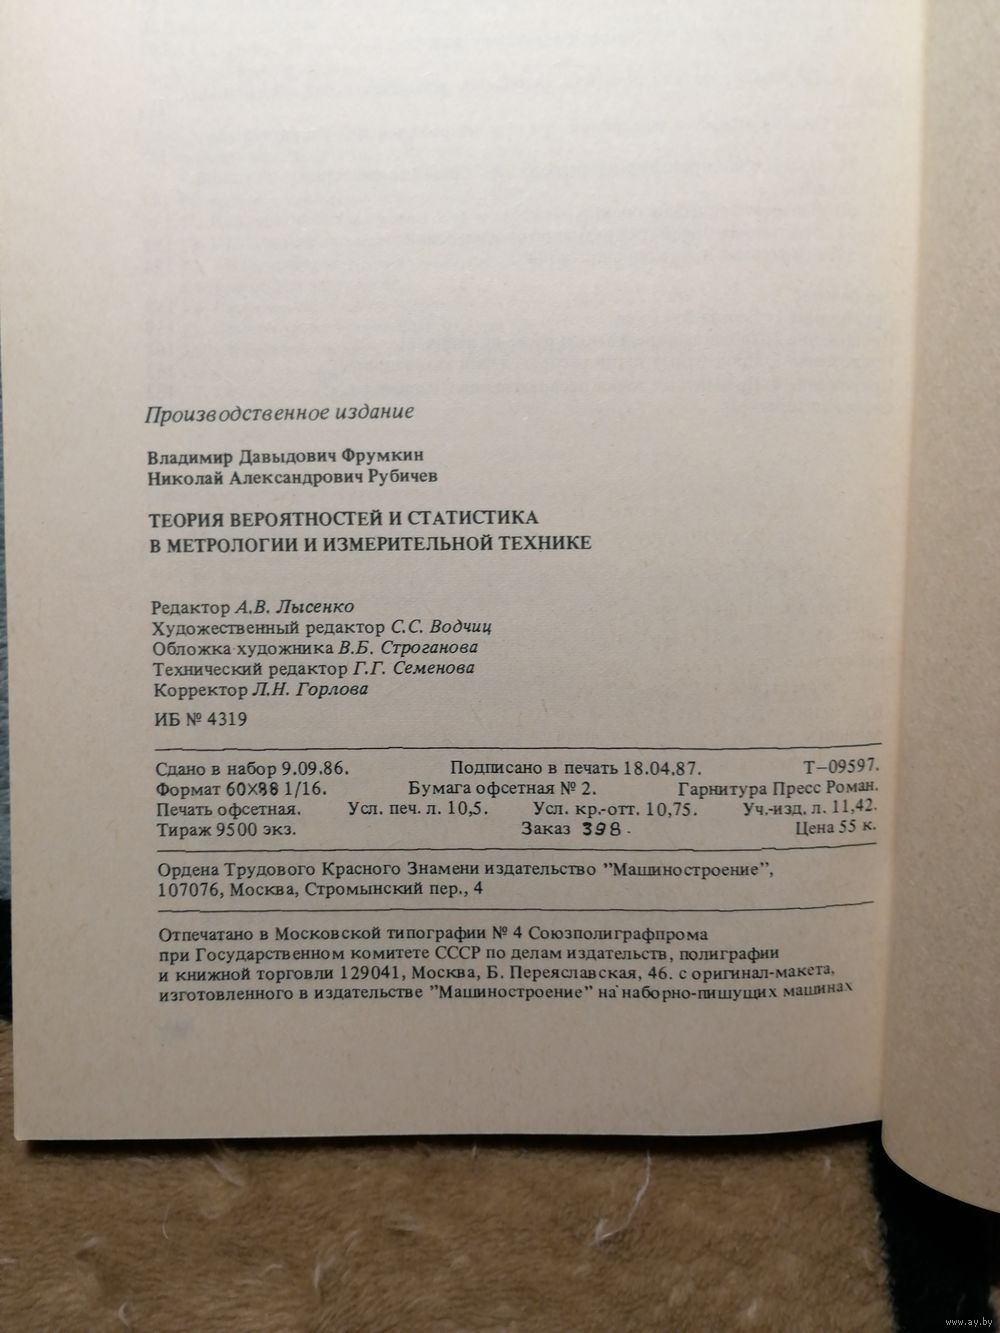 Производственное издание
Владимир Давыдович Фрумкин
Николай Александрович Рубичев
ТЕОРИЯ ВЕРОЯТНОСТЕЙ И СТАТИСТИКА
В МЕТРОЛОГИИ И ИЗМЕРИТЕЛЬНОЙ ТЕХНИКЕ
Редактор А.В. Лысенко
Художественный редактор С.С. Водчиц
Обложка художника В.Б. Строганова
Технический редактор Г.Г. Семенова
Корректор Л.Н. Горлова
ИБ № 4319
Сдано в набор 9.09.86. Подписано в печать 18.04.87. Т–09597.
Формат 60×88 1/16. Бумага офсетная № 2. Гарнитура Пресс Роман.
Печать офсетная. Усл. печ. л. 10,5. Усл. кр.-отт. 10,75. Уч.-изд. л. 11,42.
Тираж 9500 экз. Заказ 398. Цена 55 к.
Ордена Трудового Красного Знамени издательство "Машиностроение",
107076, Москва, Стромынский пер., 4
Отпечатано в Московской типографии № 4 Союзполиграфпрома
при Государственном комитете СССР по делам издательств, полиграфии
и книжной торговли 129041, Москва, Б. Переяславская, 46. с оригинал-макета,
изготовленного в издательстве "Машиностроение" на наборно-пишущих машинах
www.ay.by